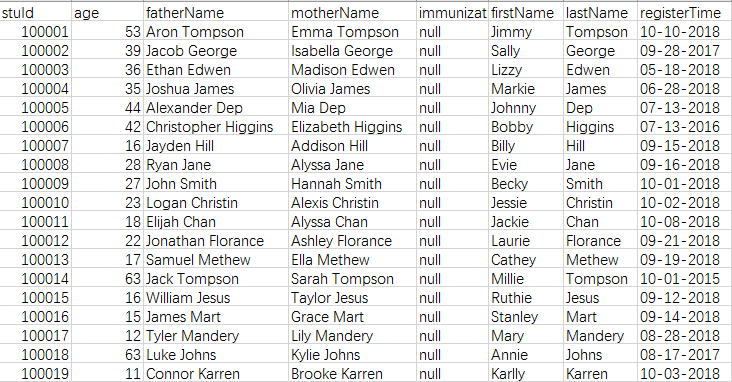 stuId age fatherName motherName immunizat firstName lastName registerTime
100001 53 Aron Tompson Emma Tompson null Jimmy Tompson 10-10-2018
100002 39 Jacob George Isabella George null Sally George 09-28-2017
100003 36 Ethan Edwen Madison Edwen null Lizzy Edwen 05-18-2018
100004 35 Joshua James Olivia James null Markie James 06-28-2018
100005 44 Alexander Dep Mia Dep null Johnny Dep 07-13-2018
100006 42 Christopher Higgins Elizabeth Higgins null Bobby Higgins 07-13-2016
100007 16 Jayden Hill Addison Hill null Billy Hill 09-15-2018
100008 28 Ryan Jane Alyssa Jane null Evie Jane 09-16-2018
100009 27 John Smith Hannah Smith null Becky Smith 10-01-2018
100010 23 Logan Christin Alexis Christin null Jessie Christin 10-02-2018
100011 18 Elijah Chan Alyssa Chan null Jackie Chan 10-08-2018
100012 22 Jonathan Florance Ashley Florance null Laurie Florance 09-21-2018
100013 17 Samuel Methew Ella Methew null Cathey Methew 09-19-2018
100014 63 Jack Tompson Sarah Tompson null Millie Tompson 10-01-2015
100015 16 William Jesus Taylor Jesus null Ruthie Jesus 09-12-2018
100016 15 James Mart Grace Mart null Stanley Mart 09-14-2018
100017 12 Tyler Mandery Lily Mandery null Mary Mandery 08-28-2018
100018 63 Luke Johns Kylie Johns null Annie Johns 08-17-2017
100019 11 Connor Karren Brooke Karren null Karlly Karren 10-03-2018